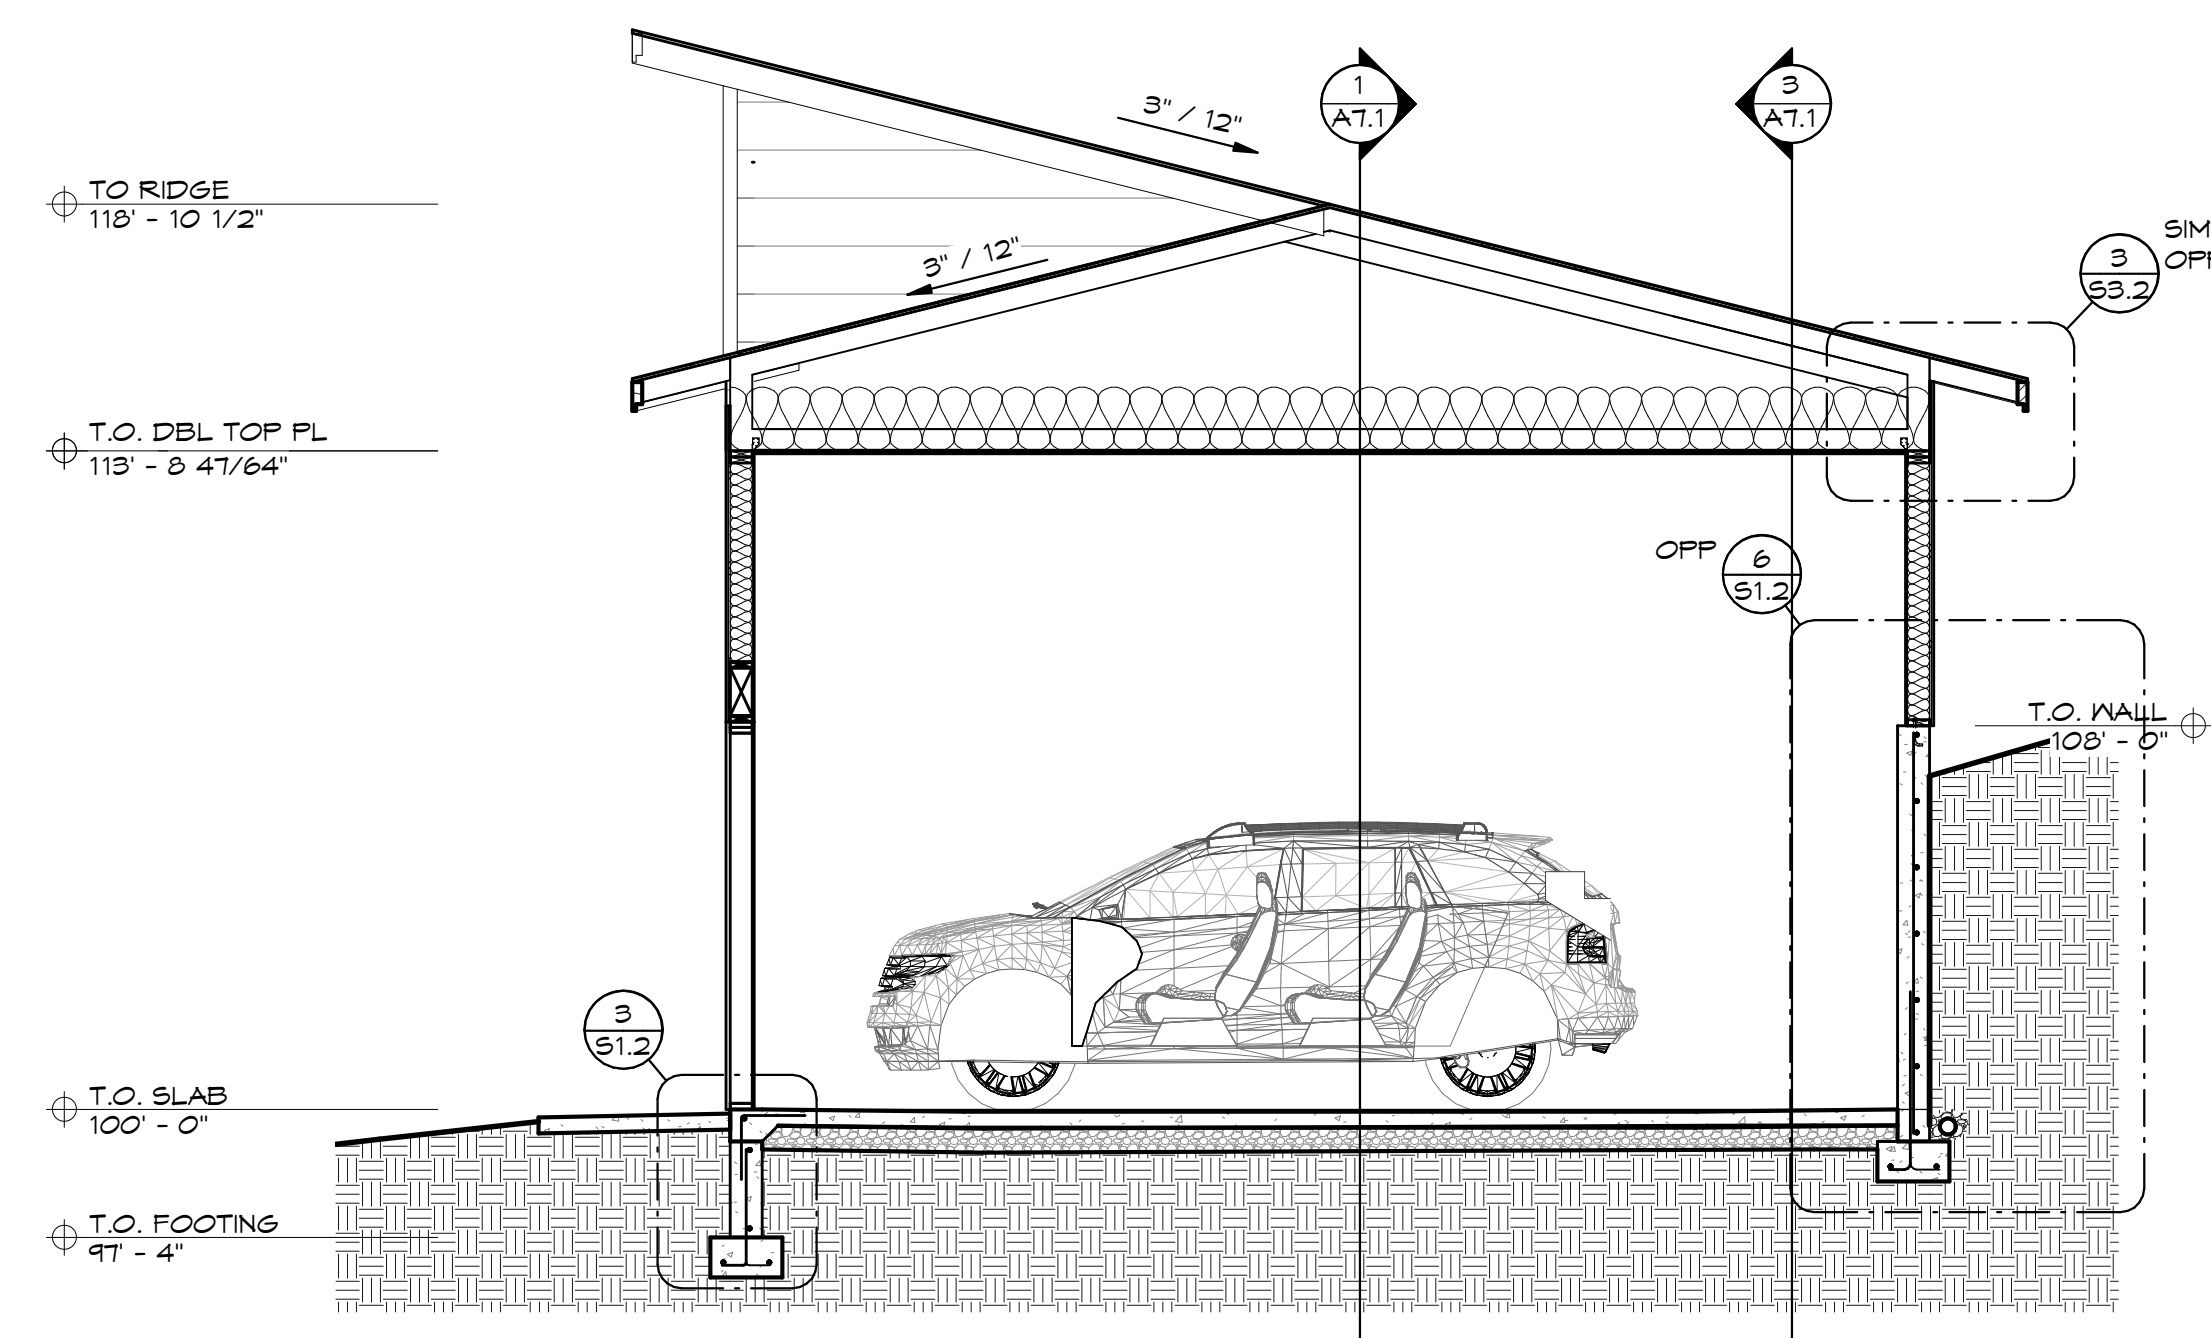 1
A7.1
3
A7.1
3" / 12"
TO RIDGE
118' - 10 1/2"
3" / 12"
SIM
3
S3.2
T.O. DBL TOP PL
113' - 8 47/64"
OPP
6
S1.2
T.O. WALL
108' - 0"
3
S1.2
T.O. SLAB
100' - 0"
T.O. FOOTING
97' - 4"